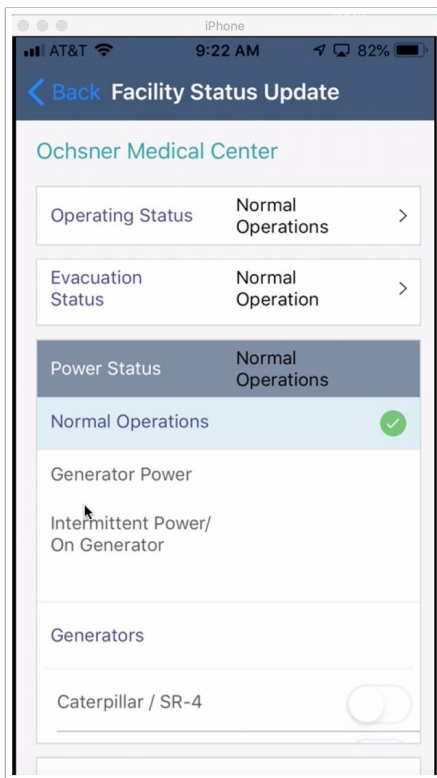 iPhone
AT&T 9:22 AM 82%
Back Facility Status Update
Ochsner Medical Center
Operating Status Normal
Operations
Evacuation
Status Normal
Operation
Power Status Normal
Operations
Normal Operations
Generator Power
Intermittent Power/
On Generator
Generators
Caterpillar / SR-4